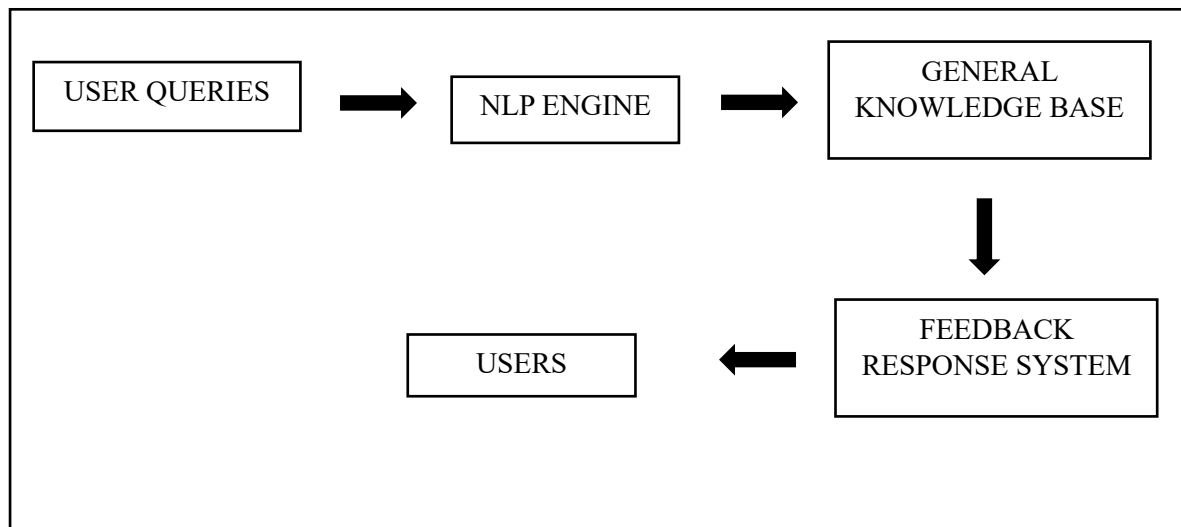 USER QUERIES
NLP ENGINE
GENERAL
KNOWLEDGE BASE
FEEDBACK
RESPONSE SYSTEM
USERS